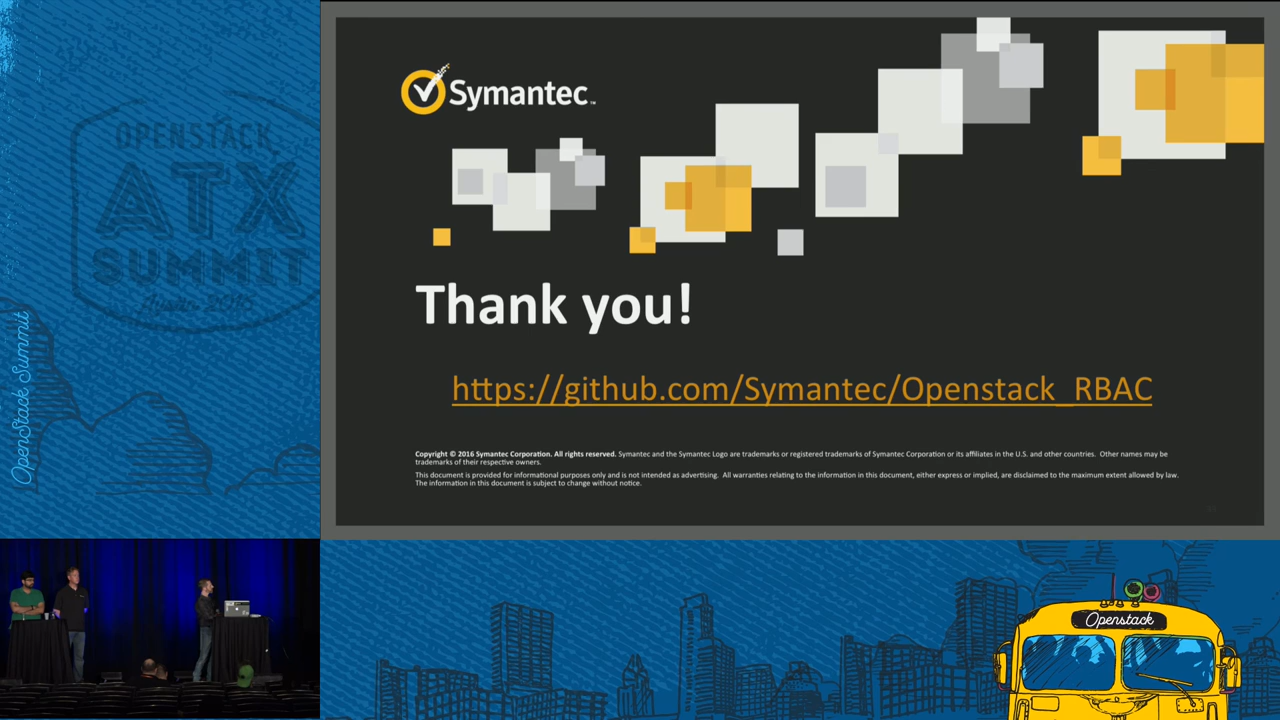 OPENSTACK
ATX
SUMMIT
Austin 2016
OpenStack Summit
Symantec™
Thank you!
https://github.com/Symantec/Openstack_RBAC
Copyright © 2016 Symantec Corporation. All rights reserved. Symantec and the Symantec Logo are trademarks or registered trademarks of Symantec Corporation or its affiliates in the U.S. and other countries. Other names may be
trademarks of their respective owners.
This document is provided for informational purposes only and is not intended as advertising. All warranties relating to the information in this document, either express or implied, are disclaimed to the maximum extent allowed by law.
The information in this document is subject to change without notice.
Openstack